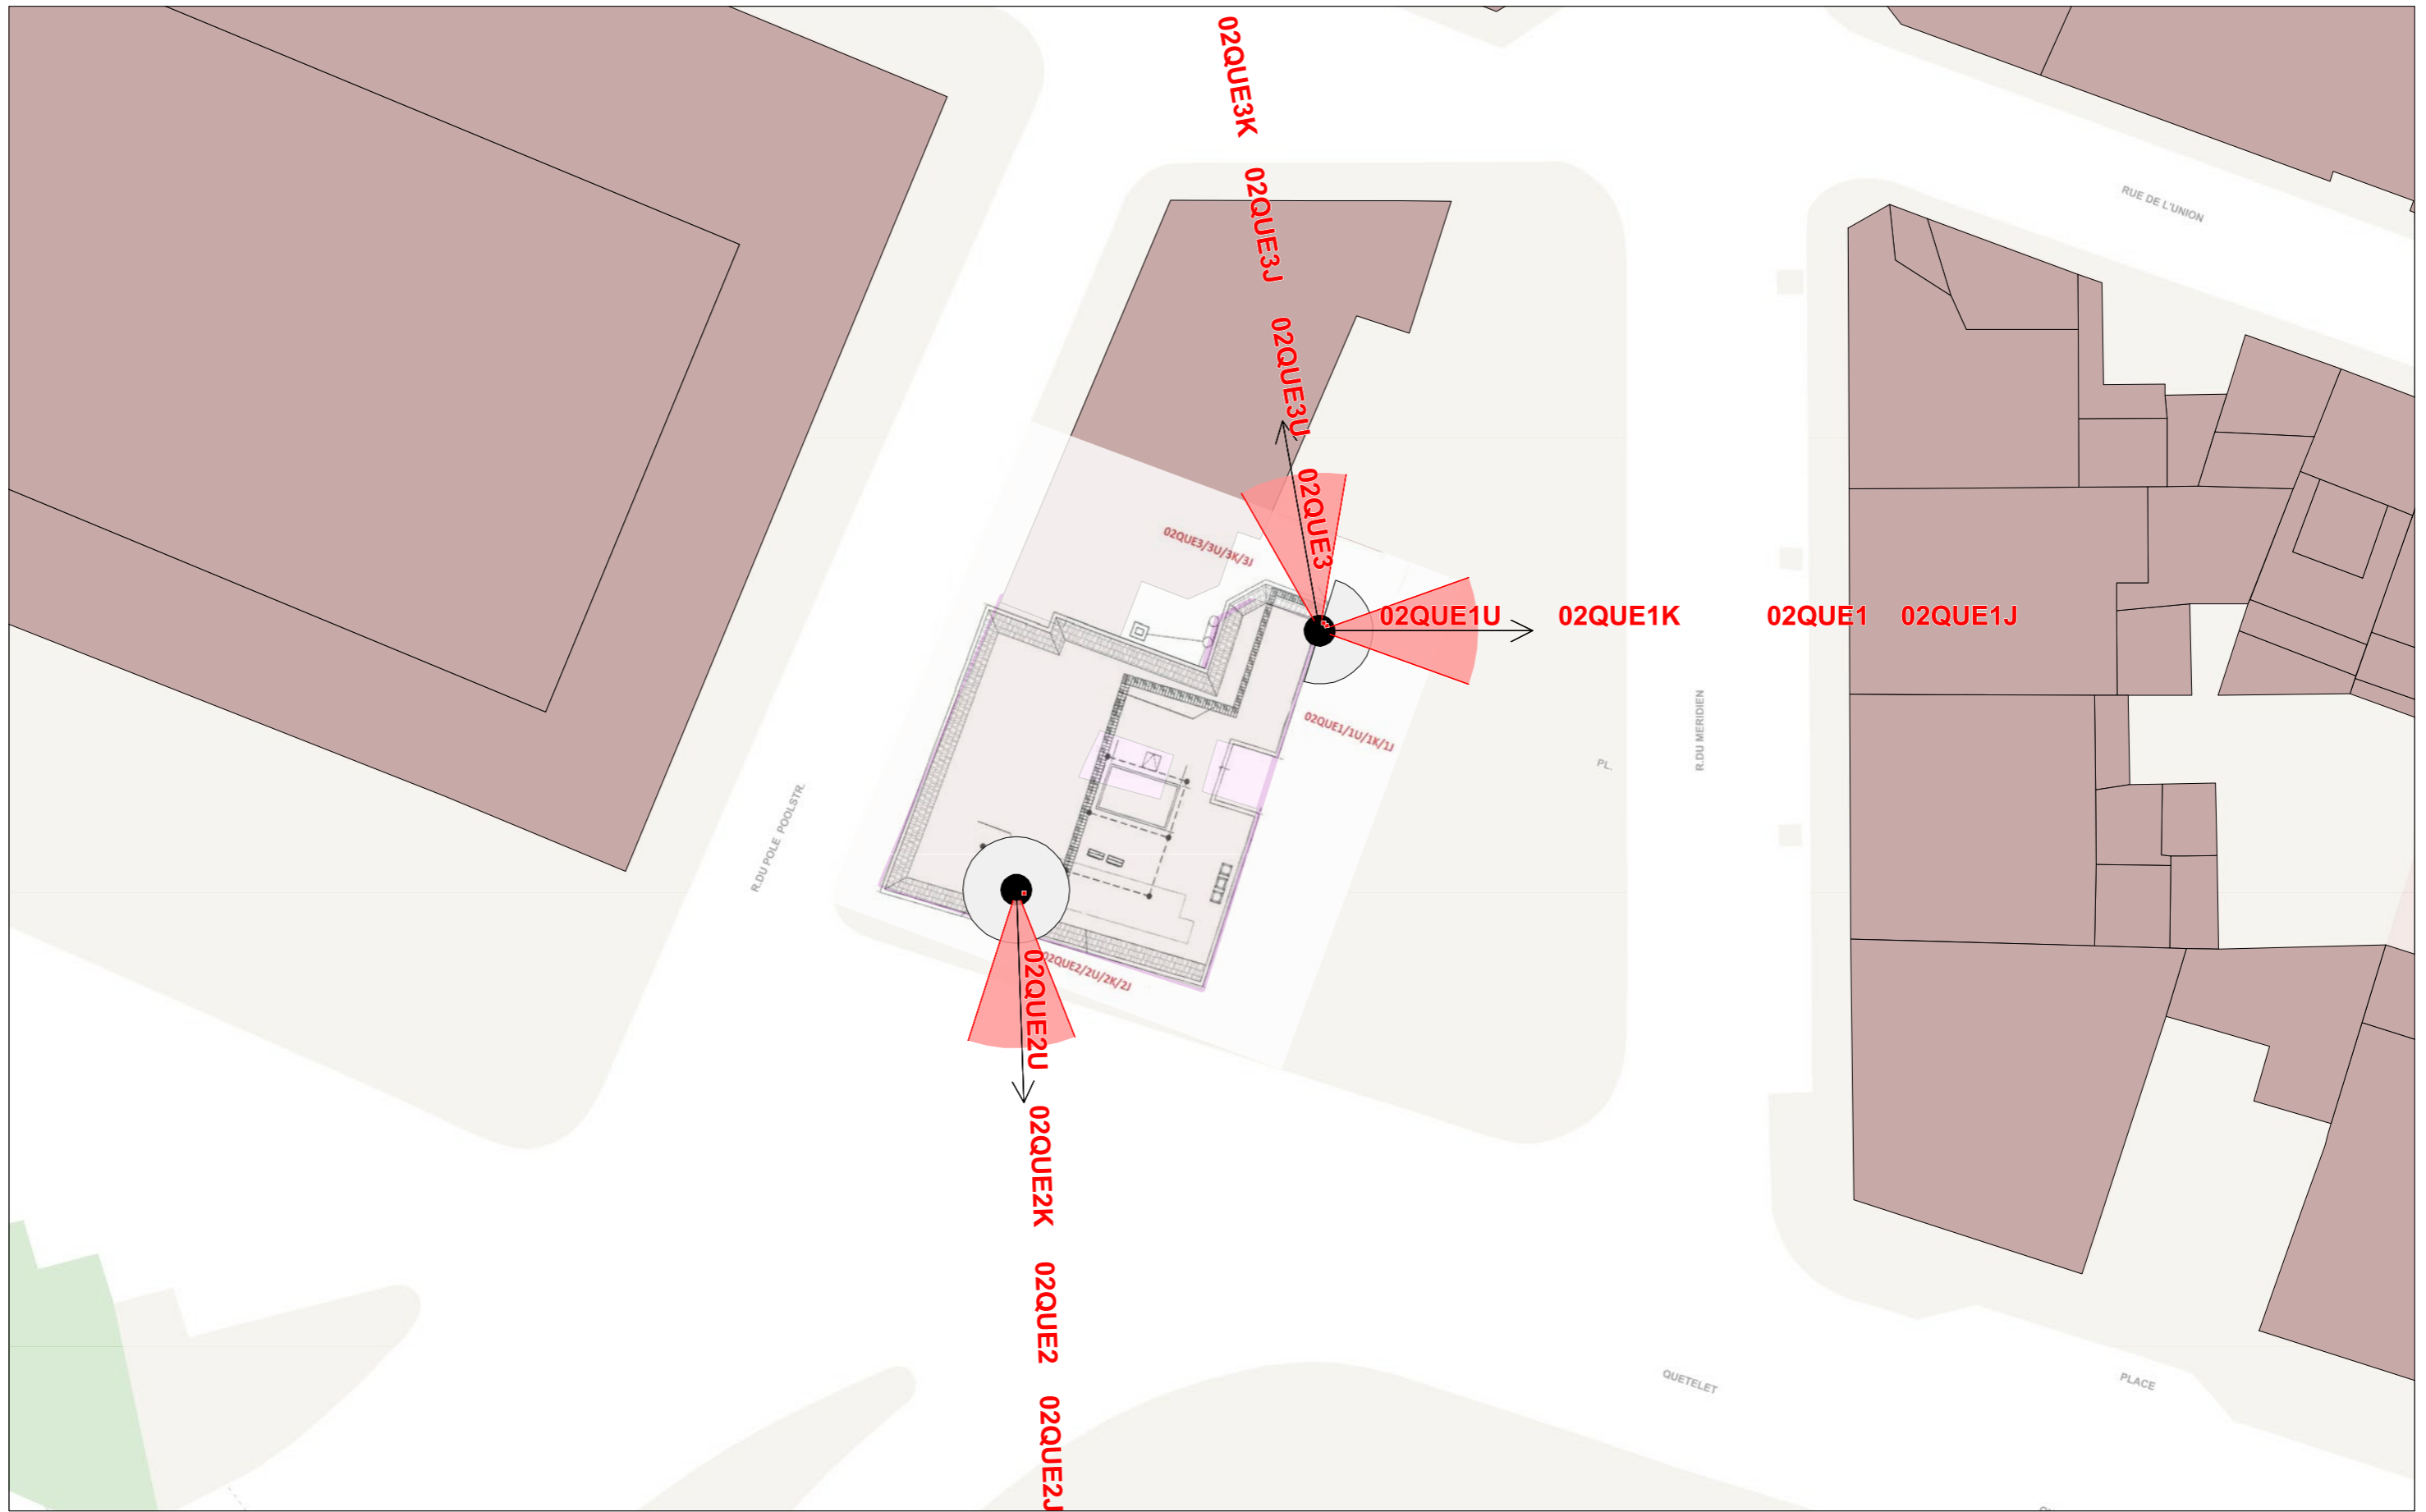 02QUE3K
02QUE3J
02QUE3U
02QUE3
RUE DE L'UNION
02QUE3/3U/3K/3J
02QUE1U
02QUE1K
02QUE1
02QUE1J
02QUE1/1U/1K/1J
R.DU MERIDIEN
PL.
R.DU POLE POOLSTR.
02QUE2/2U/2K/2J
02QUE2U
02QUE2K
02QUE2
02QUE2J
QUETELET
PLACE